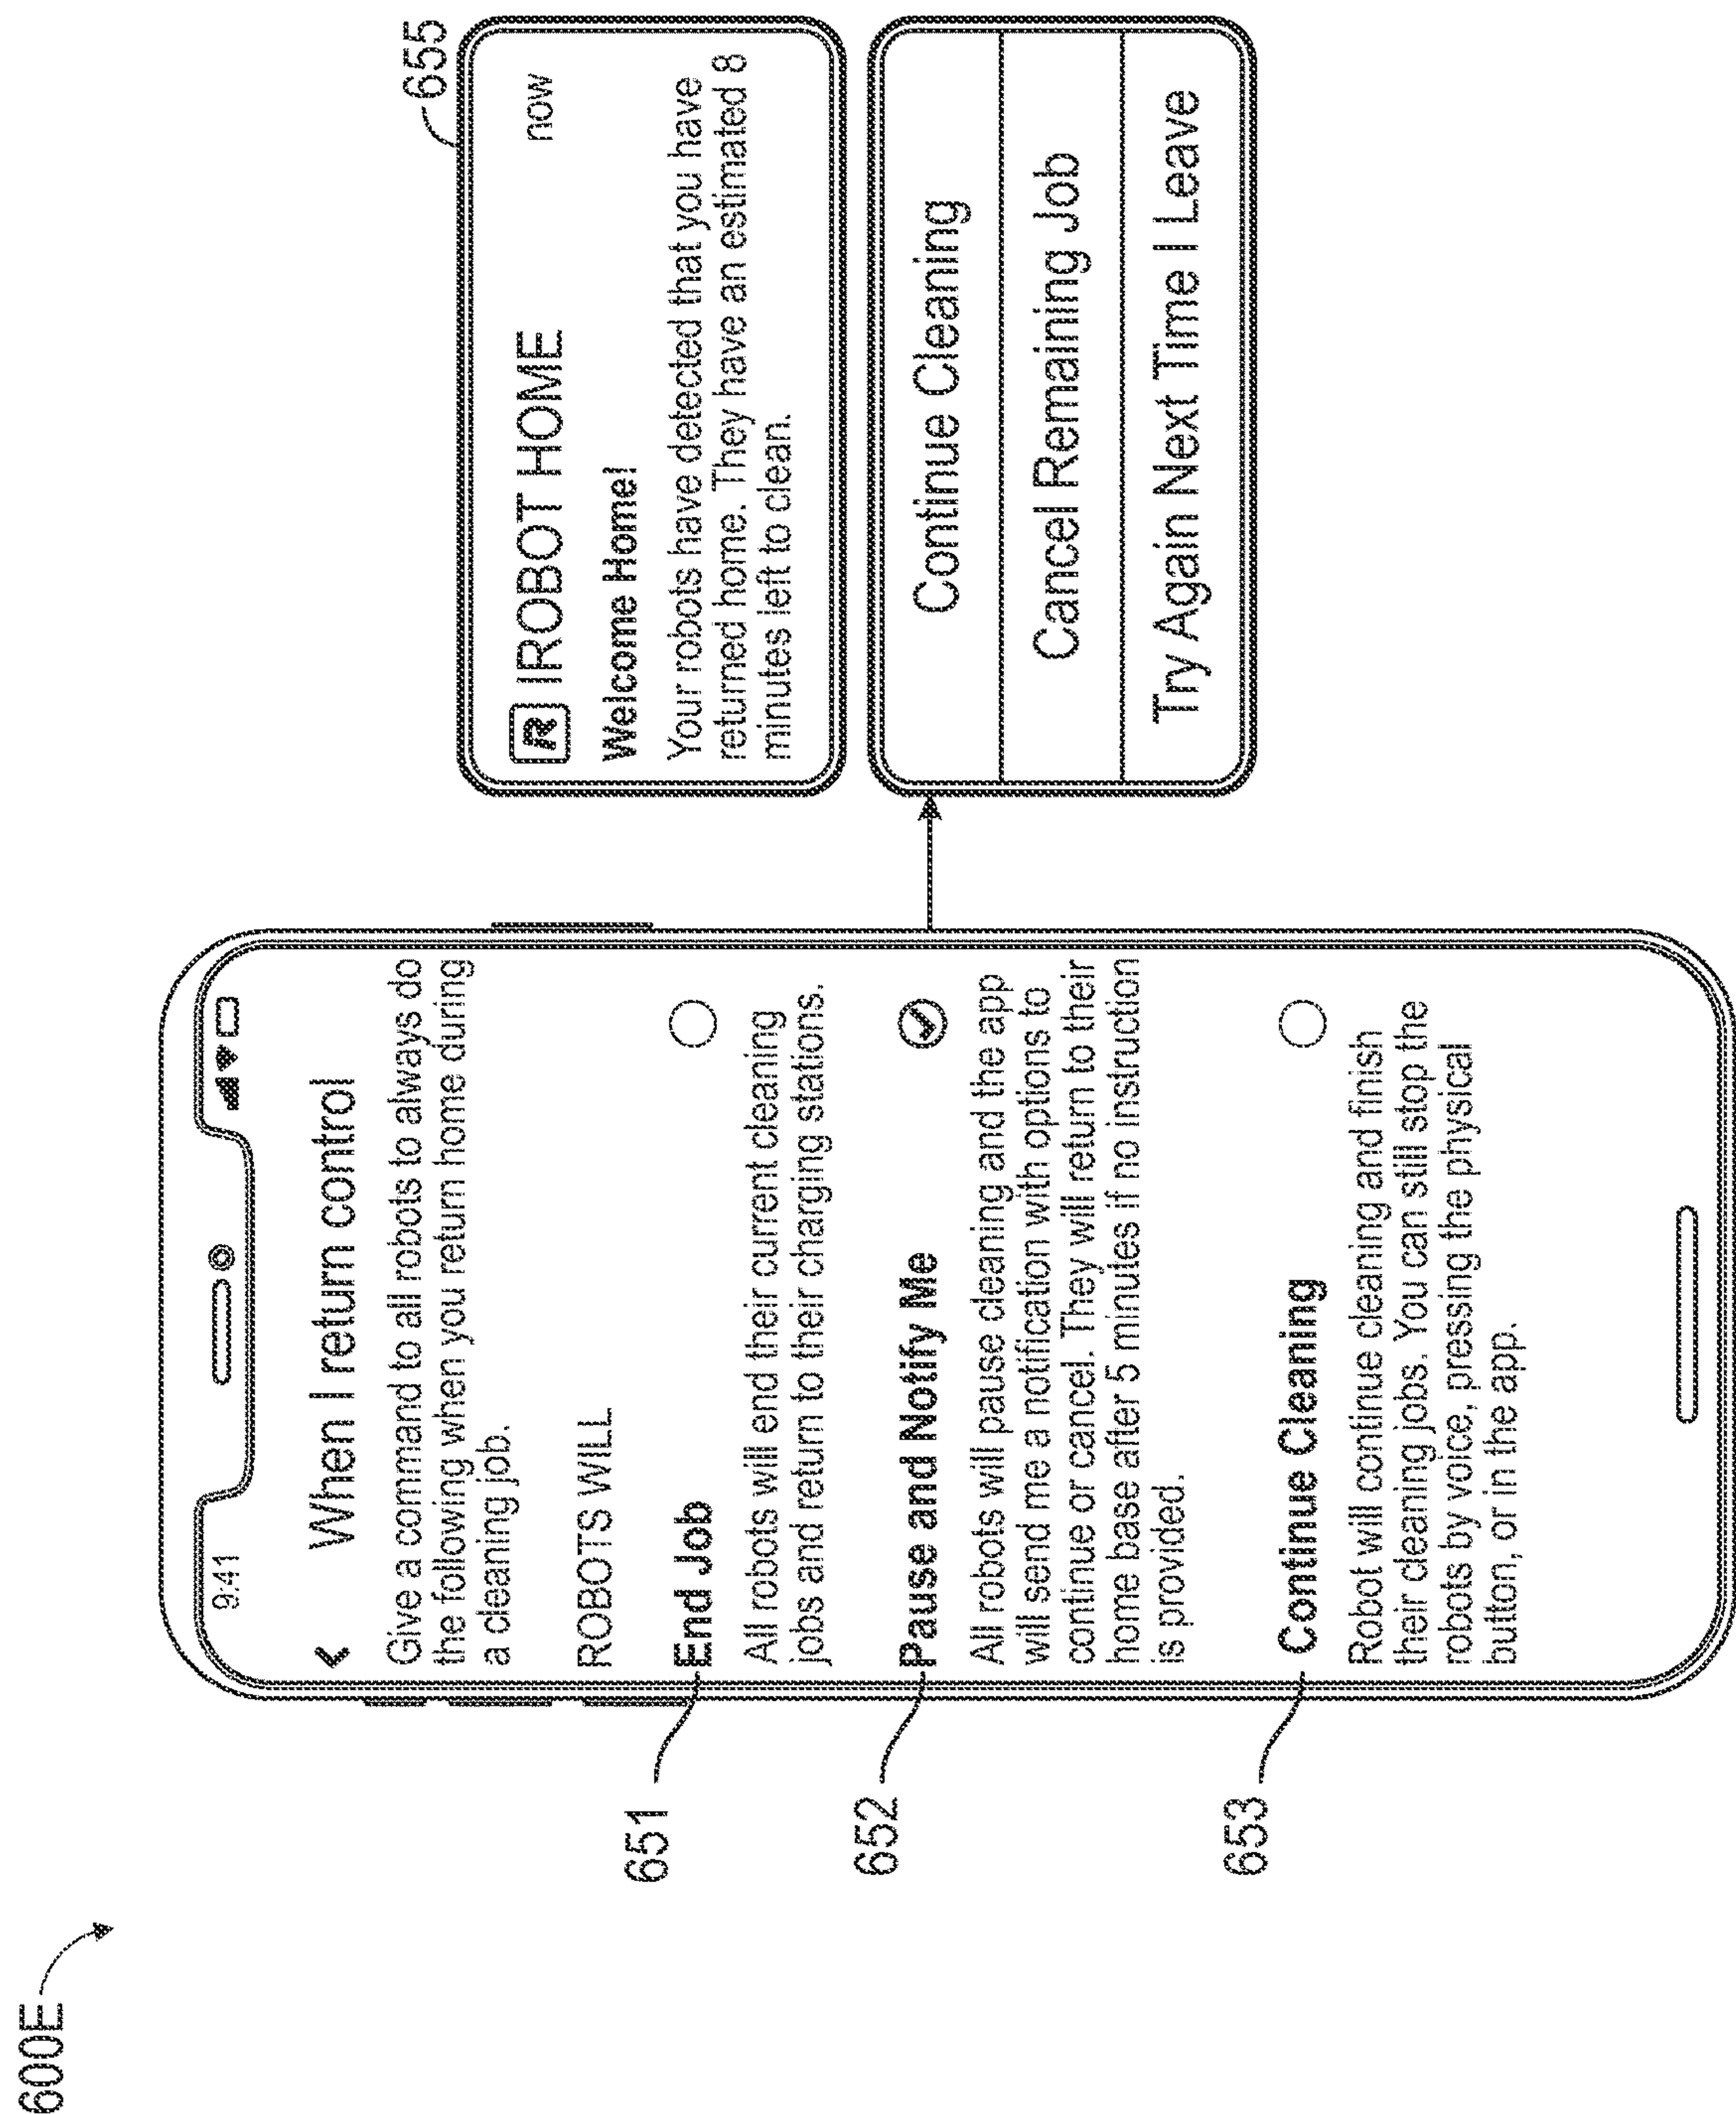 600E
9:41
When I return control
Give a command to all robots to always do
the following when you return home during
a cleaning job.
ROBOTS WILL
651
End Job
All robots will end their current cleaning
jobs and return to their charging stations.
652
Pause and Notify Me
All robots will pause cleaning and the app
will send me a notification with options to
continue or cancel. They will return to their
home base after 5 minutes if no instruction
is provided.
653
Continue Cleaning
Robot will continue cleaning and finish
their cleaning jobs. You can still stop the
robots by voice, pressing the physical
button, or in the app.
655
R IROBOT HOME now
Welcome Home!
Your robots have detected that you have
returned home. They have an estimated 8
minutes left to clean.
Continue Cleaning
Cancel Remaining Job
Try Again Next Time I Leave